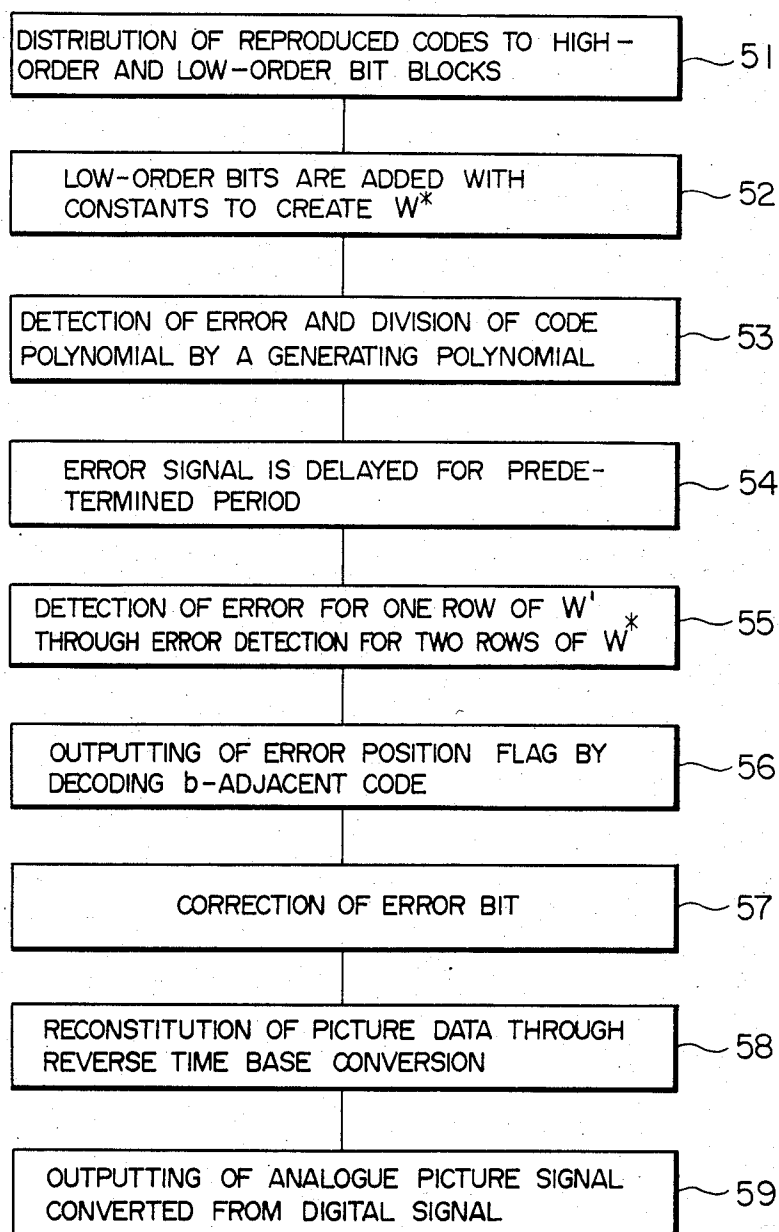 DISTRIBUTION OF REPRODUCED CODES TO HIGH-
ORDER AND LOW-ORDER BIT BLOCKS
51
LOW-ORDER BITS ARE ADDED WITH
CONSTANTS TO CREATE W*
52
DETECTION OF ERROR AND DIVISION OF CODE
POLYNOMIAL BY A GENERATING POLYNOMIAL
53
ERROR SIGNAL IS DELAYED FOR PREDE-
TERMINED PERIOD
54
DETECTION OF ERROR FOR ONE ROW OF W'
THROUGH ERROR DETECTION FOR TWO ROWS OF W*
55
OUTPUTTING OF ERROR POSITION FLAG BY
DECODING b-ADJACENT CODE
56
CORRECTION OF ERROR BIT
57
RECONSTITUTION OF PICTURE DATA THROUGH
REVERSE TIME BASE CONVERSION
58
OUTPUTTING OF ANALOGUE PICTURE SIGNAL
CONVERTED FROM DIGITAL SIGNAL
59